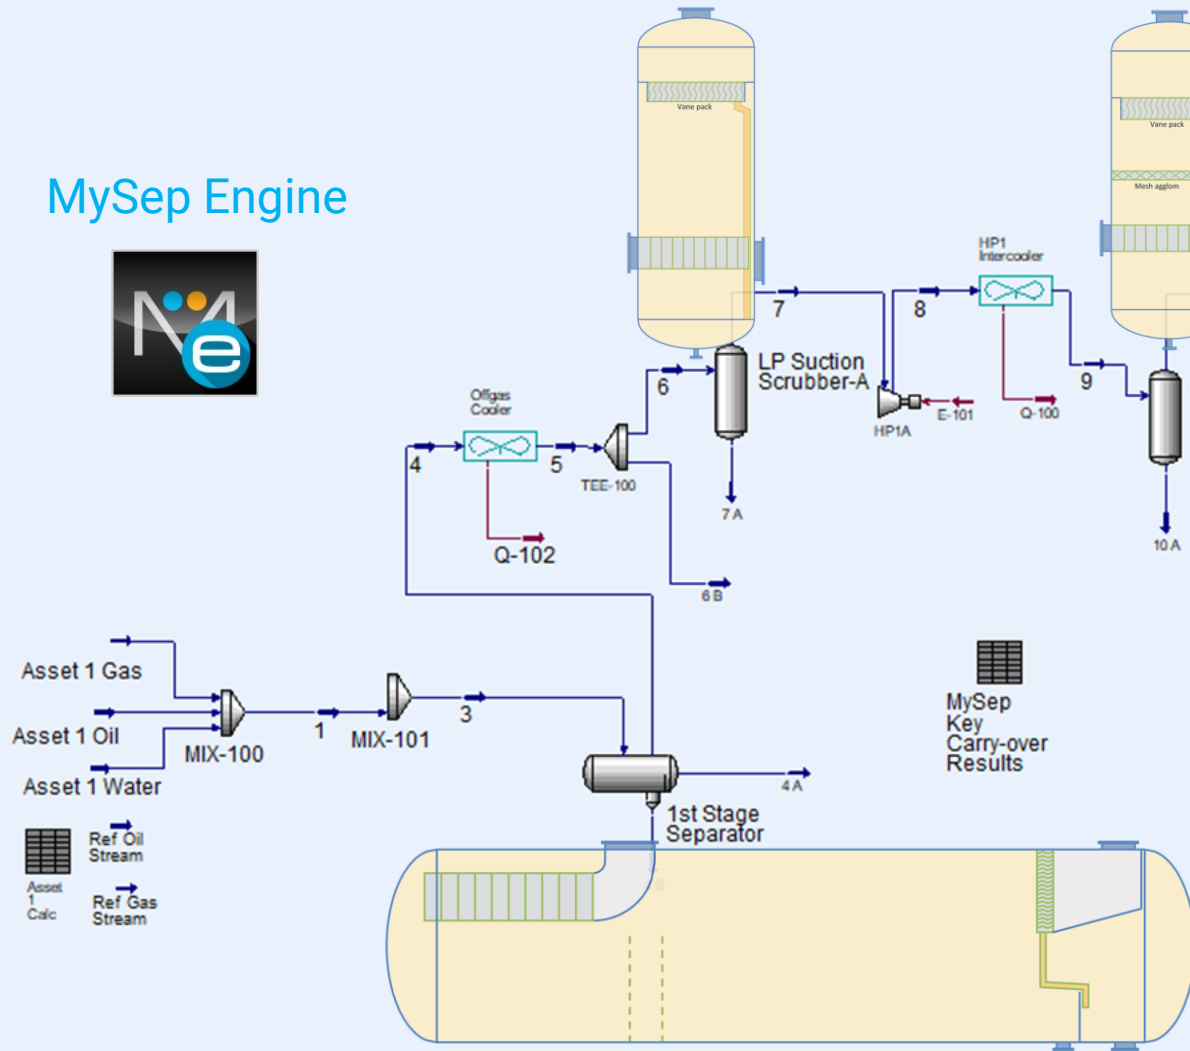 MySep Engine
e
Vane pack
Vane pack
Mesh agglom
HP1
Intercooler
7
8
9
LP Suction
Scrubber-A
6
Offgas
Cooler
HP1A
E-101
Q-100
4
5
TEE-100
7 A
10 A
Q-102
6 B
Asset 1 Gas
Asset 1 Oil
MIX-100
Asset 1 Water
1
MIX-101
3
MySep
Key
Carry-over
Results
4 A
1st Stage
Separator
Ref Oil
Stream
Asset
1
Calc
Ref Gas
Stream